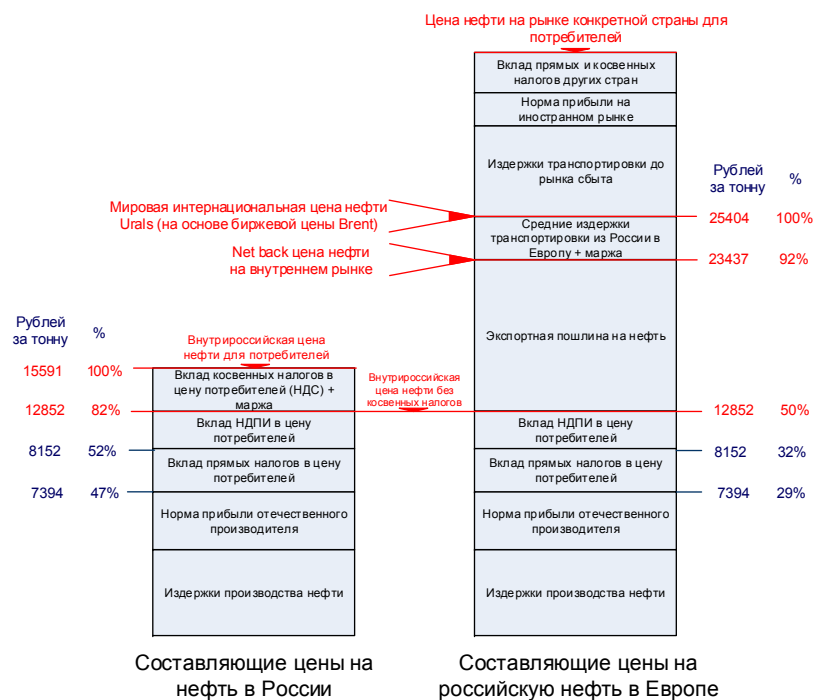 Цена нефти на рынке конкретной страны для
потребителей
Вклад прямых и косвенных
налогов других стран
Норма прибыли на
иностранном рынке
Издержки транспортировки до
рынка сбыта
Рублей
за тонну
%
Мировая интернациональная цена нефти
Urals (на основе биржевой цены Brent)
25404 100%
Средние издержки
транспортировки из России в
Европу + маржа
Net back цена нефти
на внутреннем рынке
23437 92%
Экспортная пошлина на нефть
Рублей
за тонну
%
Внутрироссийская цена
нефти для потребителей
15591 100%
Вклад косвенных налогов в
цену потребителей (НДС) +
маржа
Внутрироссийская
цена нефти без
косвенных налогов
12852 82%
12852 50%
Вклад НДПИ в цену
потребителей
Вклад НДПИ в цену
потребителей
8152 52%
8152 32%
Вклад прямых налогов в цену
потребителей
Вклад прямых налогов в цену
потребителей
7394 47%
7394 29%
Норма прибыли отечественного
производителя
Норма прибыли отечественного
производителя
Издержки производства нефти
Издержки производства нефти
Составляющие цены на
нефть в России
Составляющие цены на
российскую нефть в Европе